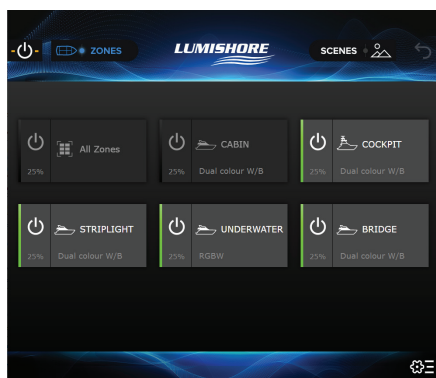 ZONES
LUMISHORE
SCENES
All Zones
25%
CABIN
25% Dual colour W/B
COCKPIT
25% Dual colour W/B
STRIPLIGHT
25% Dual colour W/B
UNDERWATER
25% RGBW
BRIDGE
25% Dual colour W/B